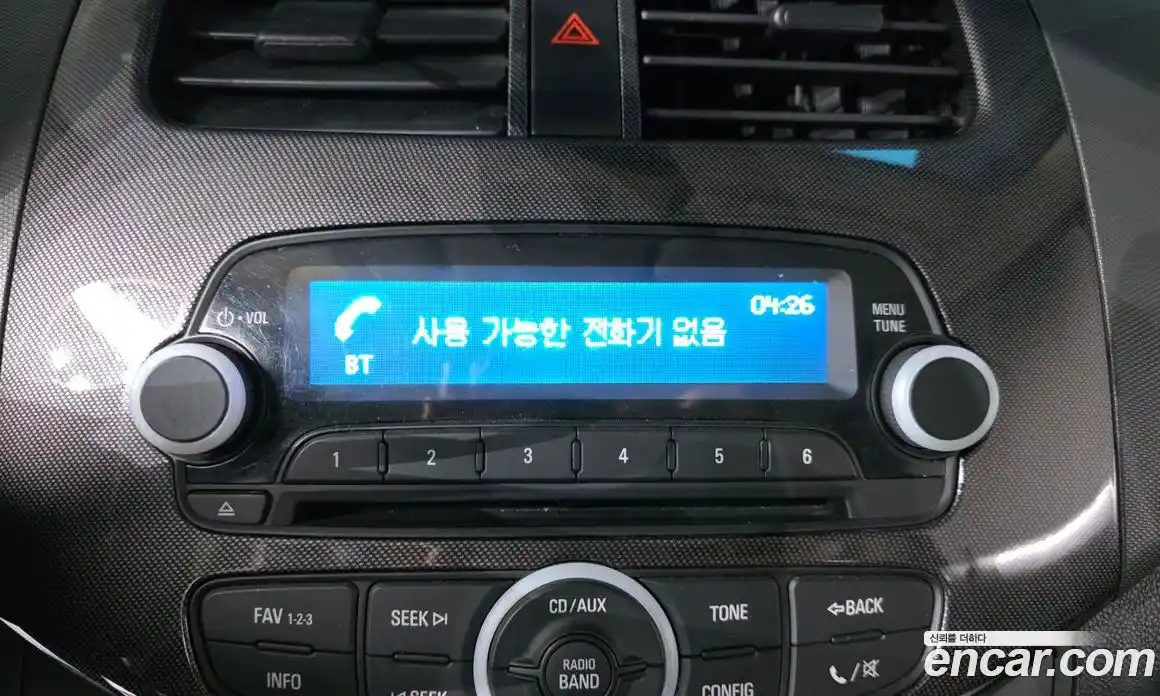 04:26
사용 가능한 전화기 없음
BT
VOL
MENU
TUNE
1 2 3 4 5 6
FAV 1-2-3
SEEK
CD/AUX
TONE
BACK
INFO
SEEK
RADIO
BAND
CONFIG
신뢰를 더하다
encar.com